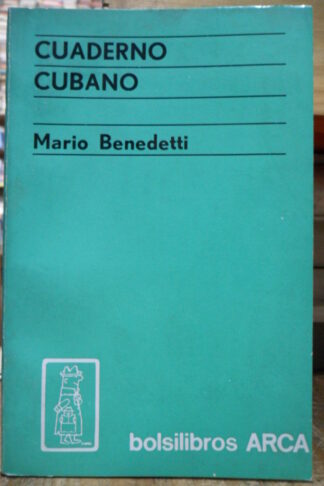 CUADERNO
CUBANO
Mario Benedetti
bolsilibros ARCA